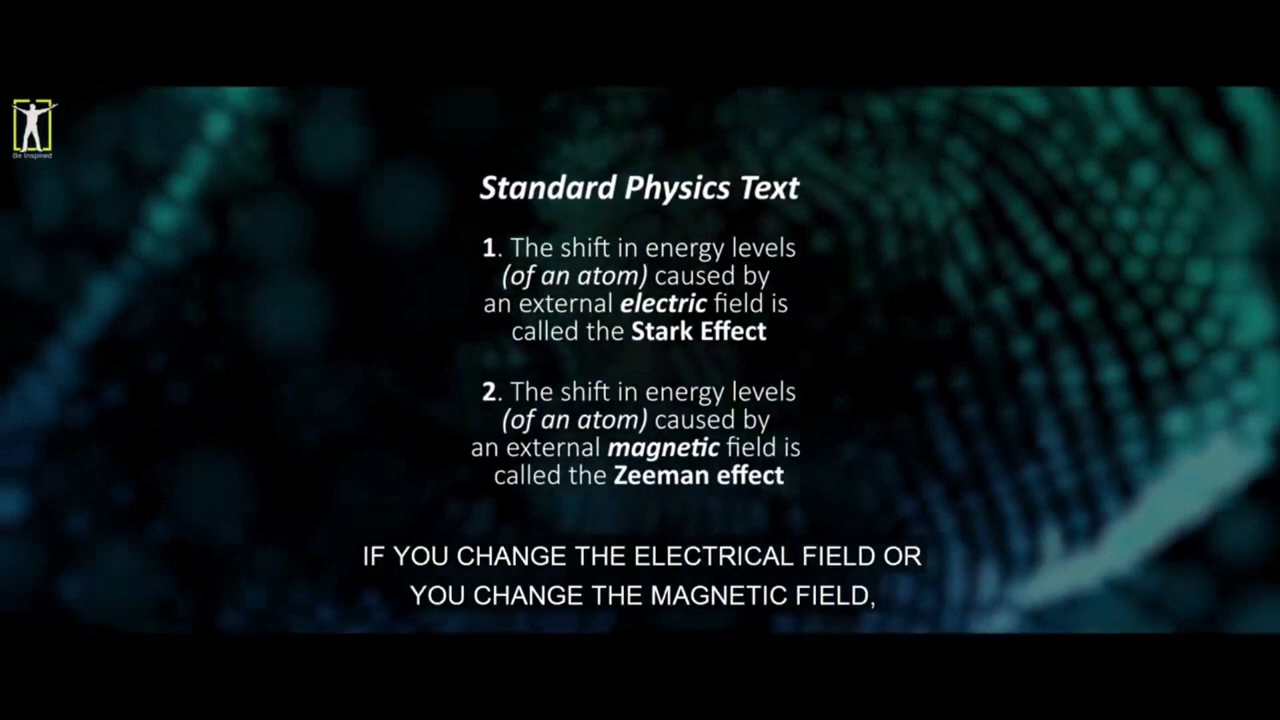 Be Inspired
Standard Physics Text
1. The shift in energy levels
(of an atom) caused by
an external electric field is
called the Stark Effect
2. The shift in energy levels
(of an atom) caused by
an external magnetic field is
called the Zeeman effect
IF YOU CHANGE THE ELECTRICAL FIELD OR
YOU CHANGE THE MAGNETIC FIELD,